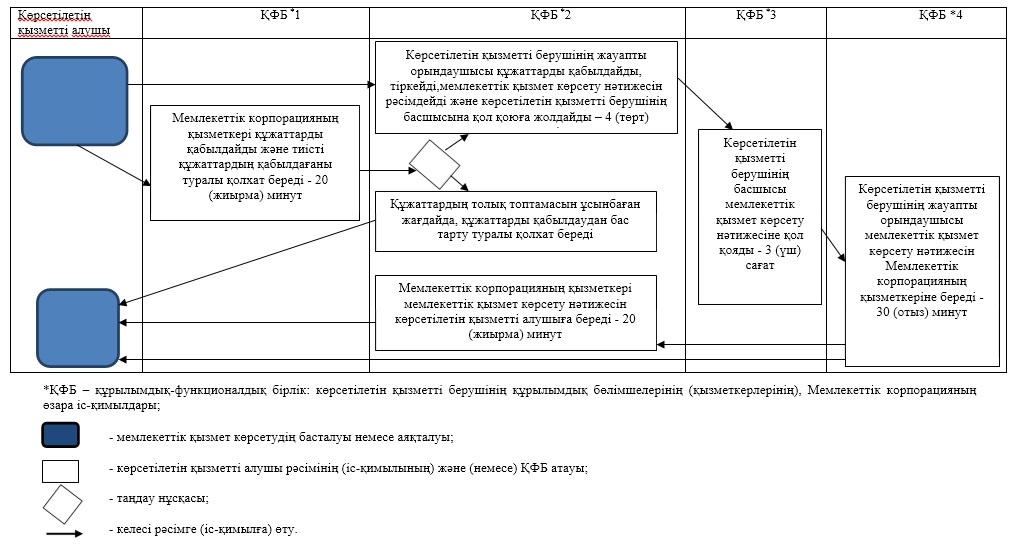 Көрсетілетін
қызметті алушы
ҚФБ *1
ҚФБ *2
ҚФБ *3
ҚФБ *4
Мемлекеттік корпорацияның
қызметкері құжаттарды
қабылдайды және тиісті
құжаттардың қабылдағаны
туралы қолхат береді - 20
(жиырма) минут
Көрсетілетін қызметті берушінің жауапты
орындаушысы құжаттарды қабылдайды,
тіркейді,мемлекеттік қызмет көрсету нәтижесін
рәсімдейді және көрсетілетін қызметті берушінің
басшысына қол қоюға жолдайды – 4 (төрт)
Құжаттардың толық топтамасын ұсынбаған
жағдайда, құжаттарды қабылдаудан бас
тарту туралы қолхат береді
Мемлекеттік корпорацияның қызметкері
мемлекеттік қызмет көрсету нәтижесін
көрсетілетін қызметті алушыға береді - 20
(жиырма) минут
Көрсетілетін
қызметті
берушінің
басшысы
мемлекеттік
қызмет көрсету
нәтижесіне қол
қояды - 3 (үш)
сағат
Көрсетілетін қызметті
берушінің жауапты
орындаушысы
мемлекеттік қызмет
көрсету нәтижесін
Мемлекеттік
корпорацияның
қызметкеріне береді -
30 (отыз) минут
*ҚФБ – құрылымдық-функционалдық бірлік: көрсетілетін қызметті берушінің құрылымдық бөлімшелерінің (қызметкерлерінің), Мемлекеттік корпорацияның
өзара іс-қимылдары;
- мемлекеттік қызмет көрсетудің басталуы немесе аяқталуы;
- көрсетілетін қызметті алушы рәсімінің (іс-қимылының) және (немесе) ҚФБ атауы;
- таңдау нұсқасы;
- келесі рәсімге (іс-қимылға) өту.